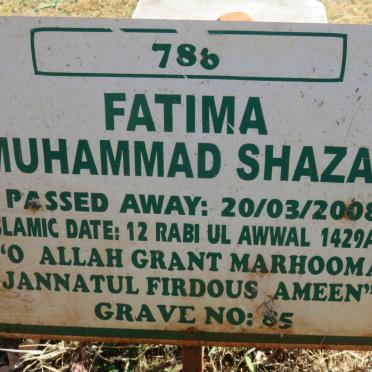 786
FATIMA
MUHAMMAD SHAZA
PASSED AWAY: 20/03/2008
ISLAMIC DATE: 12 RABI UL AWWAL 1429A
"O ALLAH GRANT MARHOOMA
JANNATUL FIRDOUS AMEEN"
GRAVE NO: 85